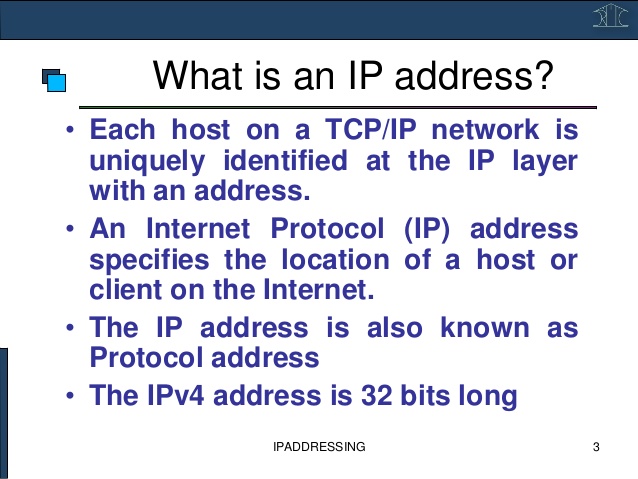 What is an IP address?
• Each host on a TCP/IP network is
uniquely identified at the IP layer
with an address.
• An Internet Protocol (IP) address
specifies the location of a host or
client on the Internet.
• The IP address is also known as
Protocol address
• The IPv4 address is 32 bits long
IPADDRESSING
3